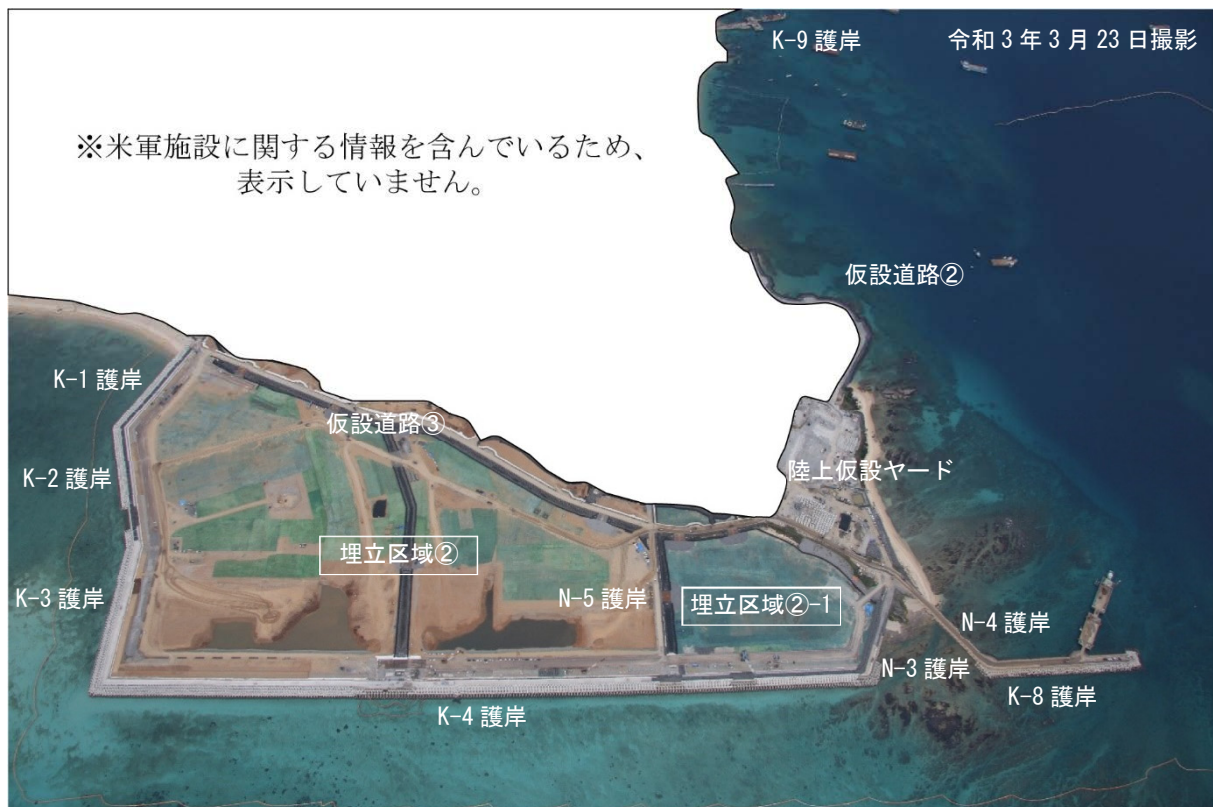 K-9 護岸
令和 3 年 3 月 23 日撮影
※米軍施設に関する情報を含んでいるため、
表示していません。
仮設道路②
K-1 護岸
仮設道路③
K-2 護岸
陸上仮設ヤード
埋立区域②
K-3 護岸
N-5 護岸
埋立区域②-1
N-4 護岸
N-3 護岸
K-8 護岸
K-4 護岸